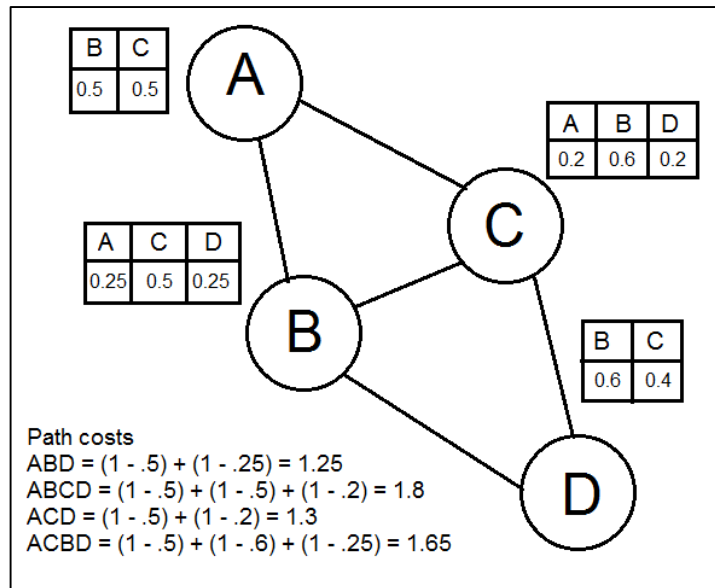 B C
0.5 0.5
A
A B D
0.2 0.6 0.2
C
A C D
0.25 0.5 0.25
B
B C
0.6 0.4
D
Path costs
ABD = (1 - .5) + (1 - .25) = 1.25
ABCD = (1 - .5) + (1 - .5) + (1 - .2) = 1.8
ACD = (1 - .5) + (1 - .2) = 1.3
ACBD = (1 - .5) + (1 - .6) + (1 - .25) = 1.65